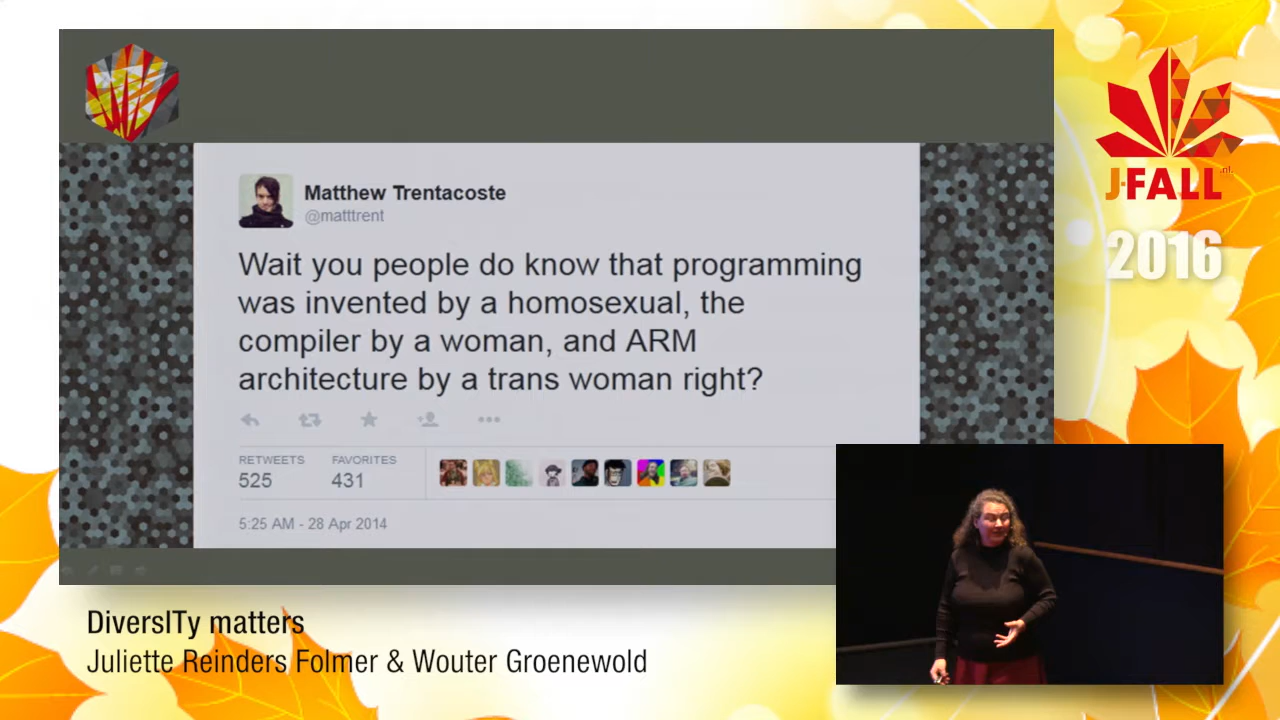 Matthew Trentacoste
@matttrent
Wait you people do know that programming
was invented by a homosexual, the
compiler by a woman, and ARM
architecture by a trans woman right?
RETWEETS
525
FAVORITES
431
5:25 AM - 28 Apr 2014
J-FALL.nl
2016
DiversITy matters
Juliette Reinders Folmer & Wouter Groenewold